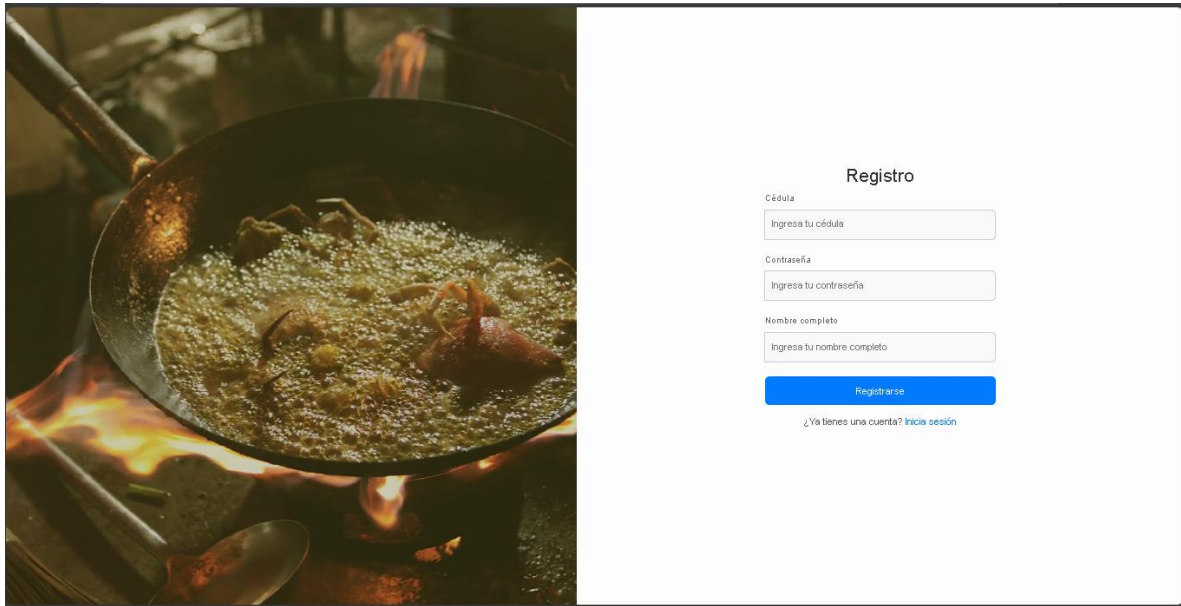 Registro
Cédula
Ingresa tu cédula
Contraseña
Ingresa tu contraseña
Nombre completo
Ingresa tu nombre completo
Registrarse
¿Ya tienes una cuenta? Inicia sesión